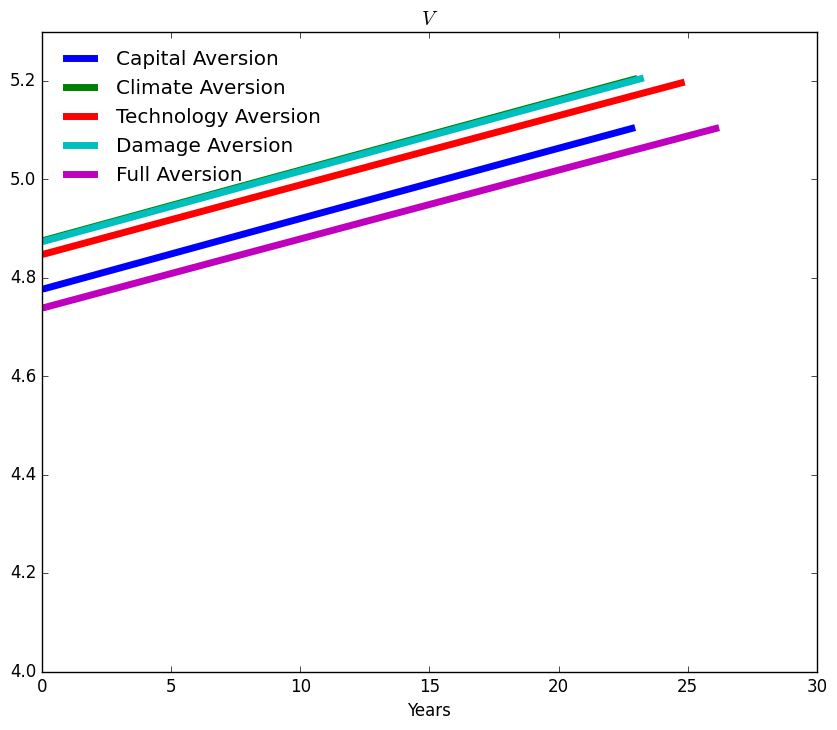 V
5.2
5.0
4.8
4.6
4.4
4.2
4.0
Capital Aversion
Climate Aversion
Technology Aversion
Damage Aversion
Full Aversion
0 5 10 15 20 25 30
Years